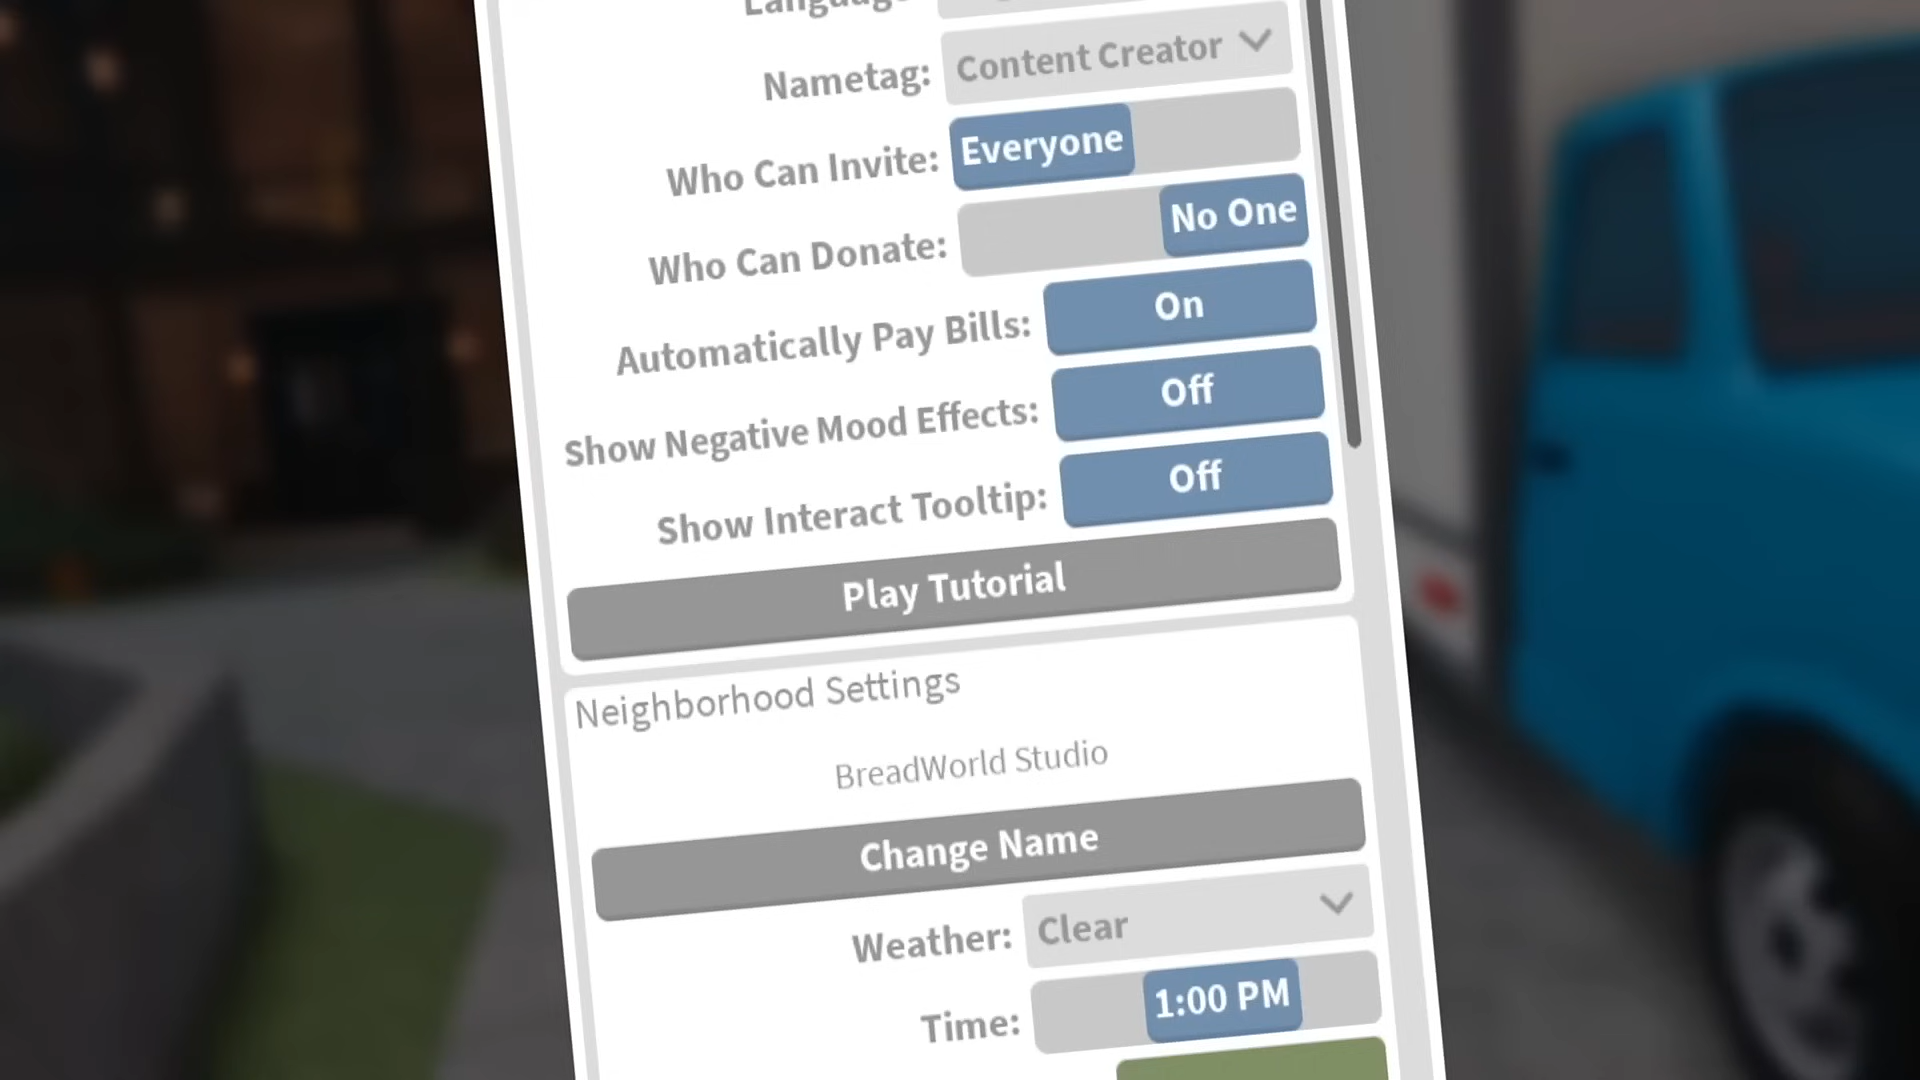 Language:
Nametag: Content Creator
Who Can Invite: Everyone
Who Can Donate: No One
Automatically Pay Bills: On
Show Negative Mood Effects: Off
Show Interact Tooltip: Off
Play Tutorial
Neighborhood Settings
BreadWorld Studio
Change Name
Weather: Clear
Time: 1:00 PM